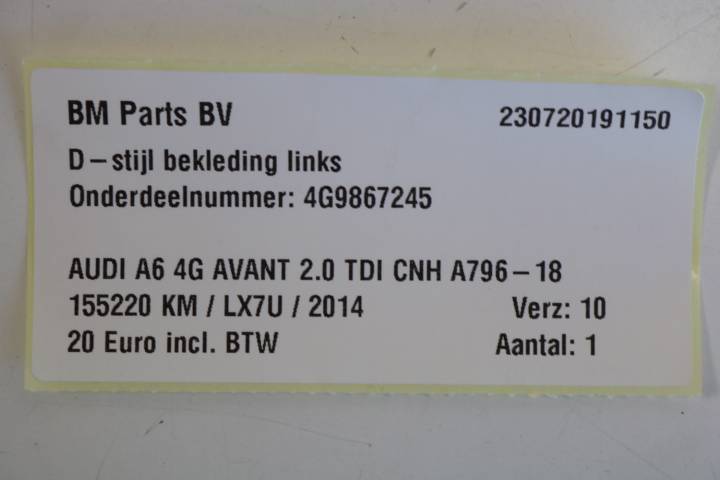 BM Parts BV 230720191150
D-stijl bekleding links
Onderdeelnummer: 4G9867245
AUDI A6 4G AVANT 2.0 TDI CNH A796-18
155220 KM / LX7U / 2014 Verz: 10
20 Euro incl. BTW Aantal: 1